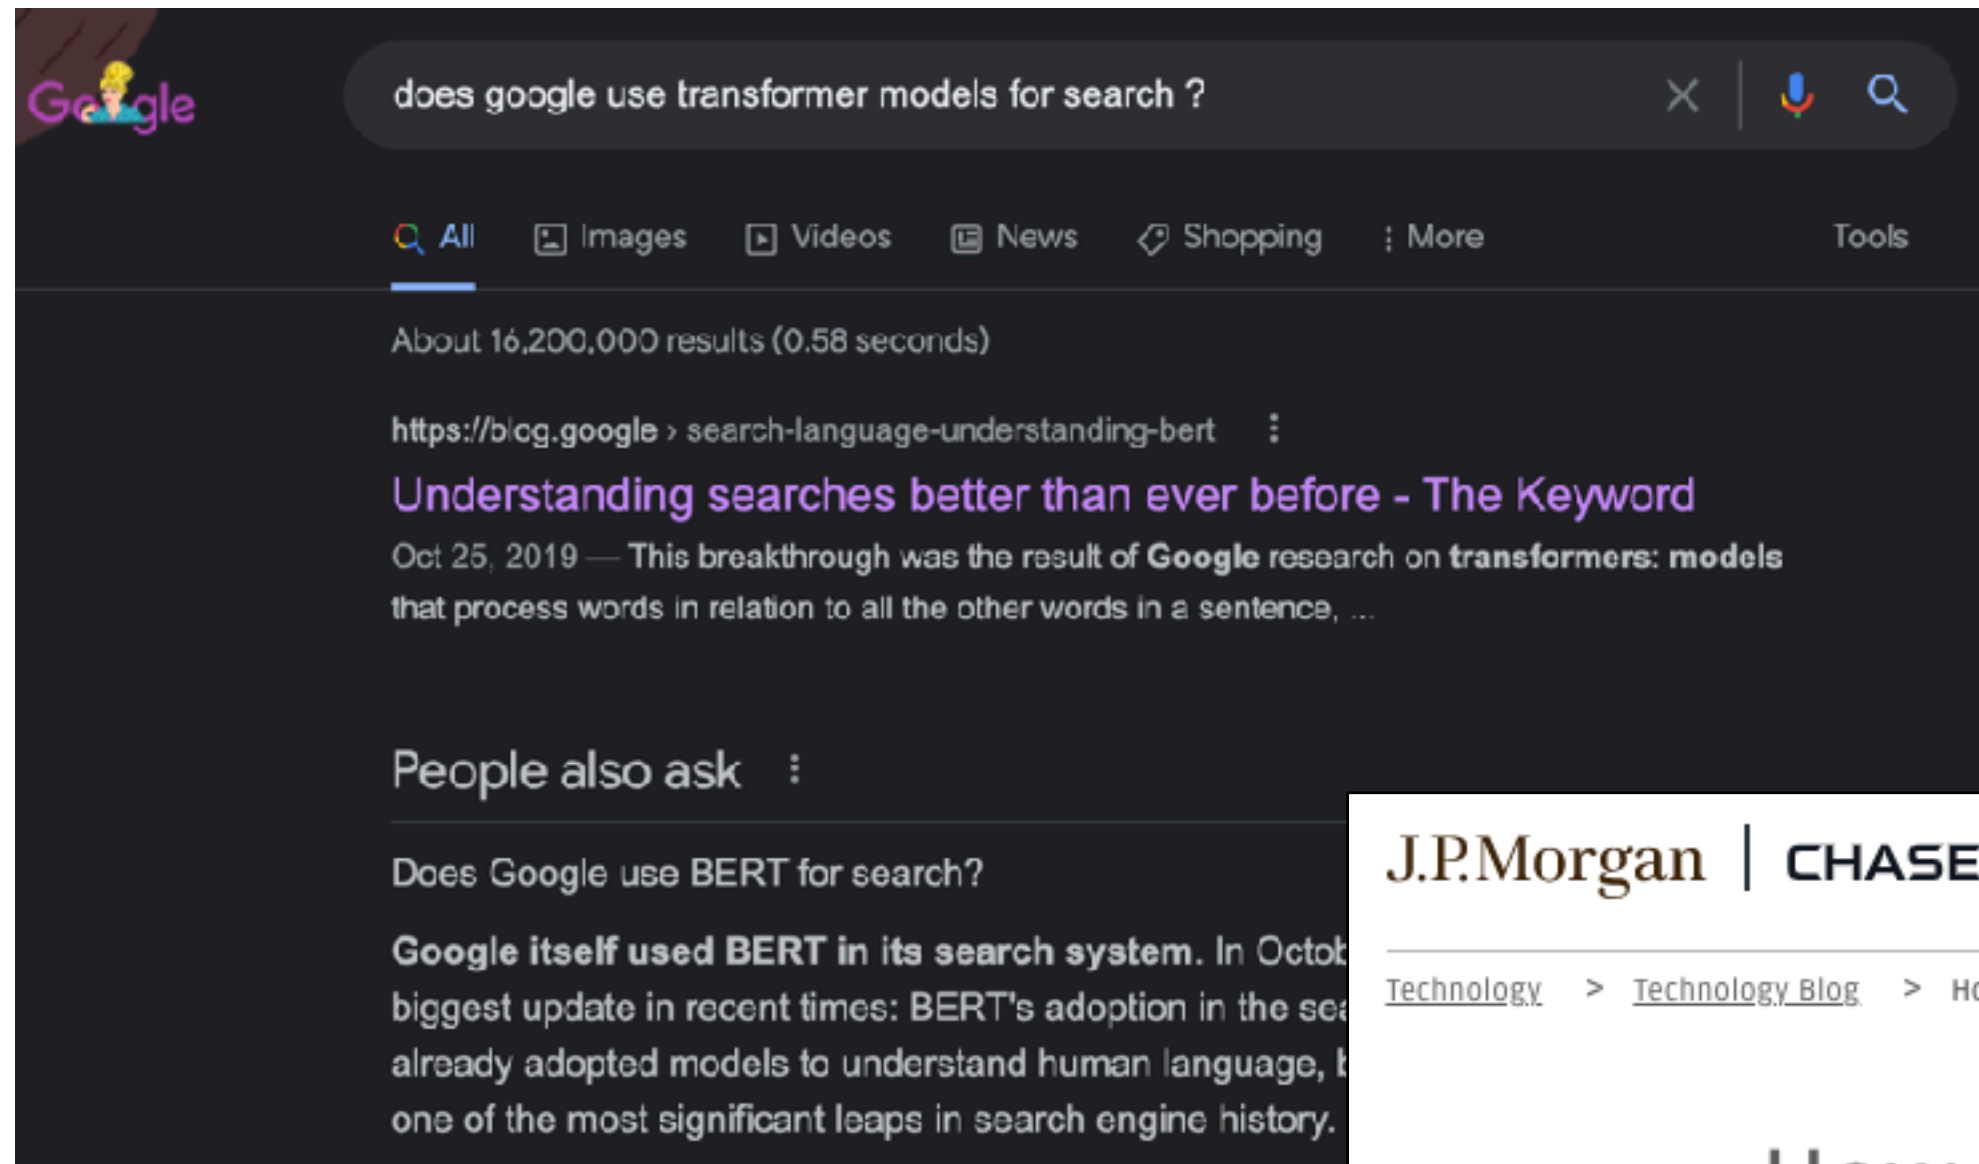 Google
does google use transformer models for search ?
All Images Videos News Shopping More Tools
About 16,200,000 results (0.58 seconds)
https://blog.google › search-language-understanding-bert
Understanding searches better than ever before - The Keyword
Oct 25, 2019 — This breakthrough was the result of Google research on transformers: models
that process words in relation to all the other words in a sentence, ...
People also ask
Does Google use BERT for search?
Google itself used BERT in its search system. In Octob
biggest update in recent times: BERT's adoption in the sea
already adopted models to understand human language, b
one of the most significant leaps in search engine history.
J.P.Morgan | CHASE
Technology > Technology Blog > Ho